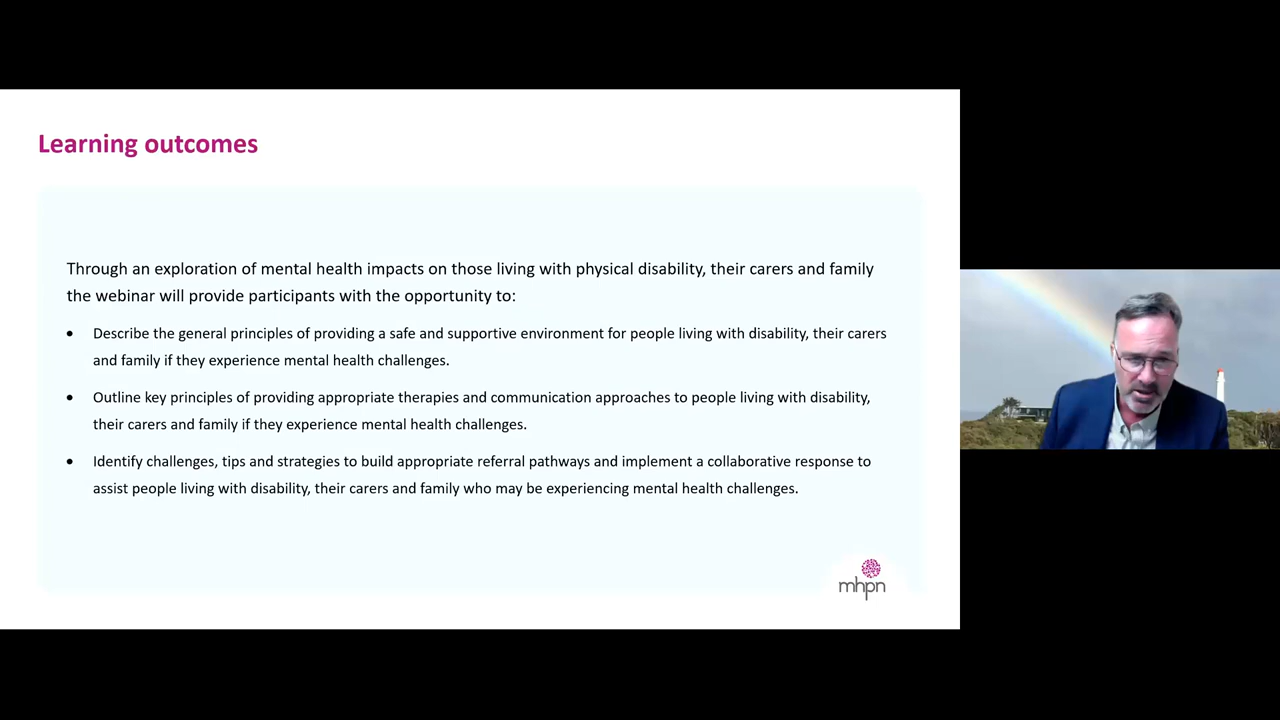 Learning outcomes
Through an exploration of mental health impacts on those living with physical disability, their carers and family
the webinar will provide participants with the opportunity to:
• Describe the general principles of providing a safe and supportive environment for people living with disability, their carers
and family if they experience mental health challenges.
• Outline key principles of providing appropriate therapies and communication approaches to people living with disability,
their carers and family if they experience mental health challenges.
• Identify challenges, tips and strategies to build appropriate referral pathways and implement a collaborative response to
assist people living with disability, their carers and family who may be experiencing mental health challenges.
mhpn